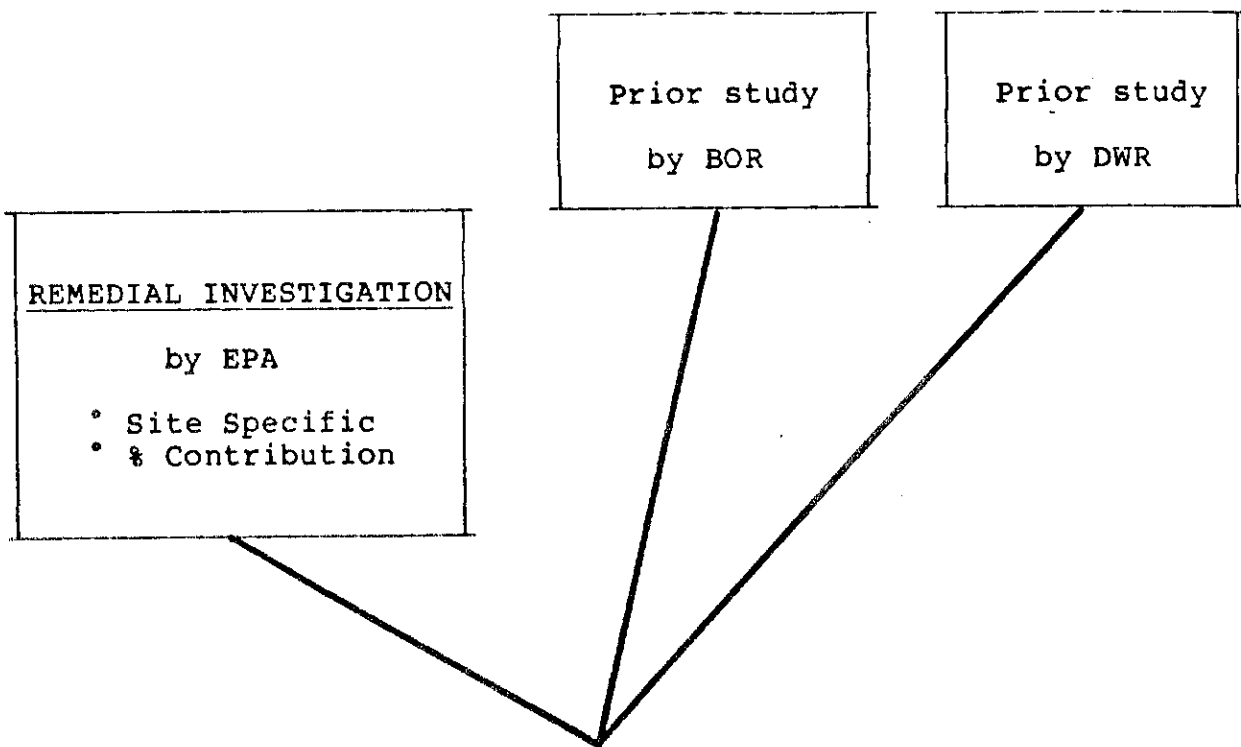 Prior study
by BOR
Prior study
by DWR
REMEDIAL INVESTIGATION
by EPA
° Site Specific
° % Contribution